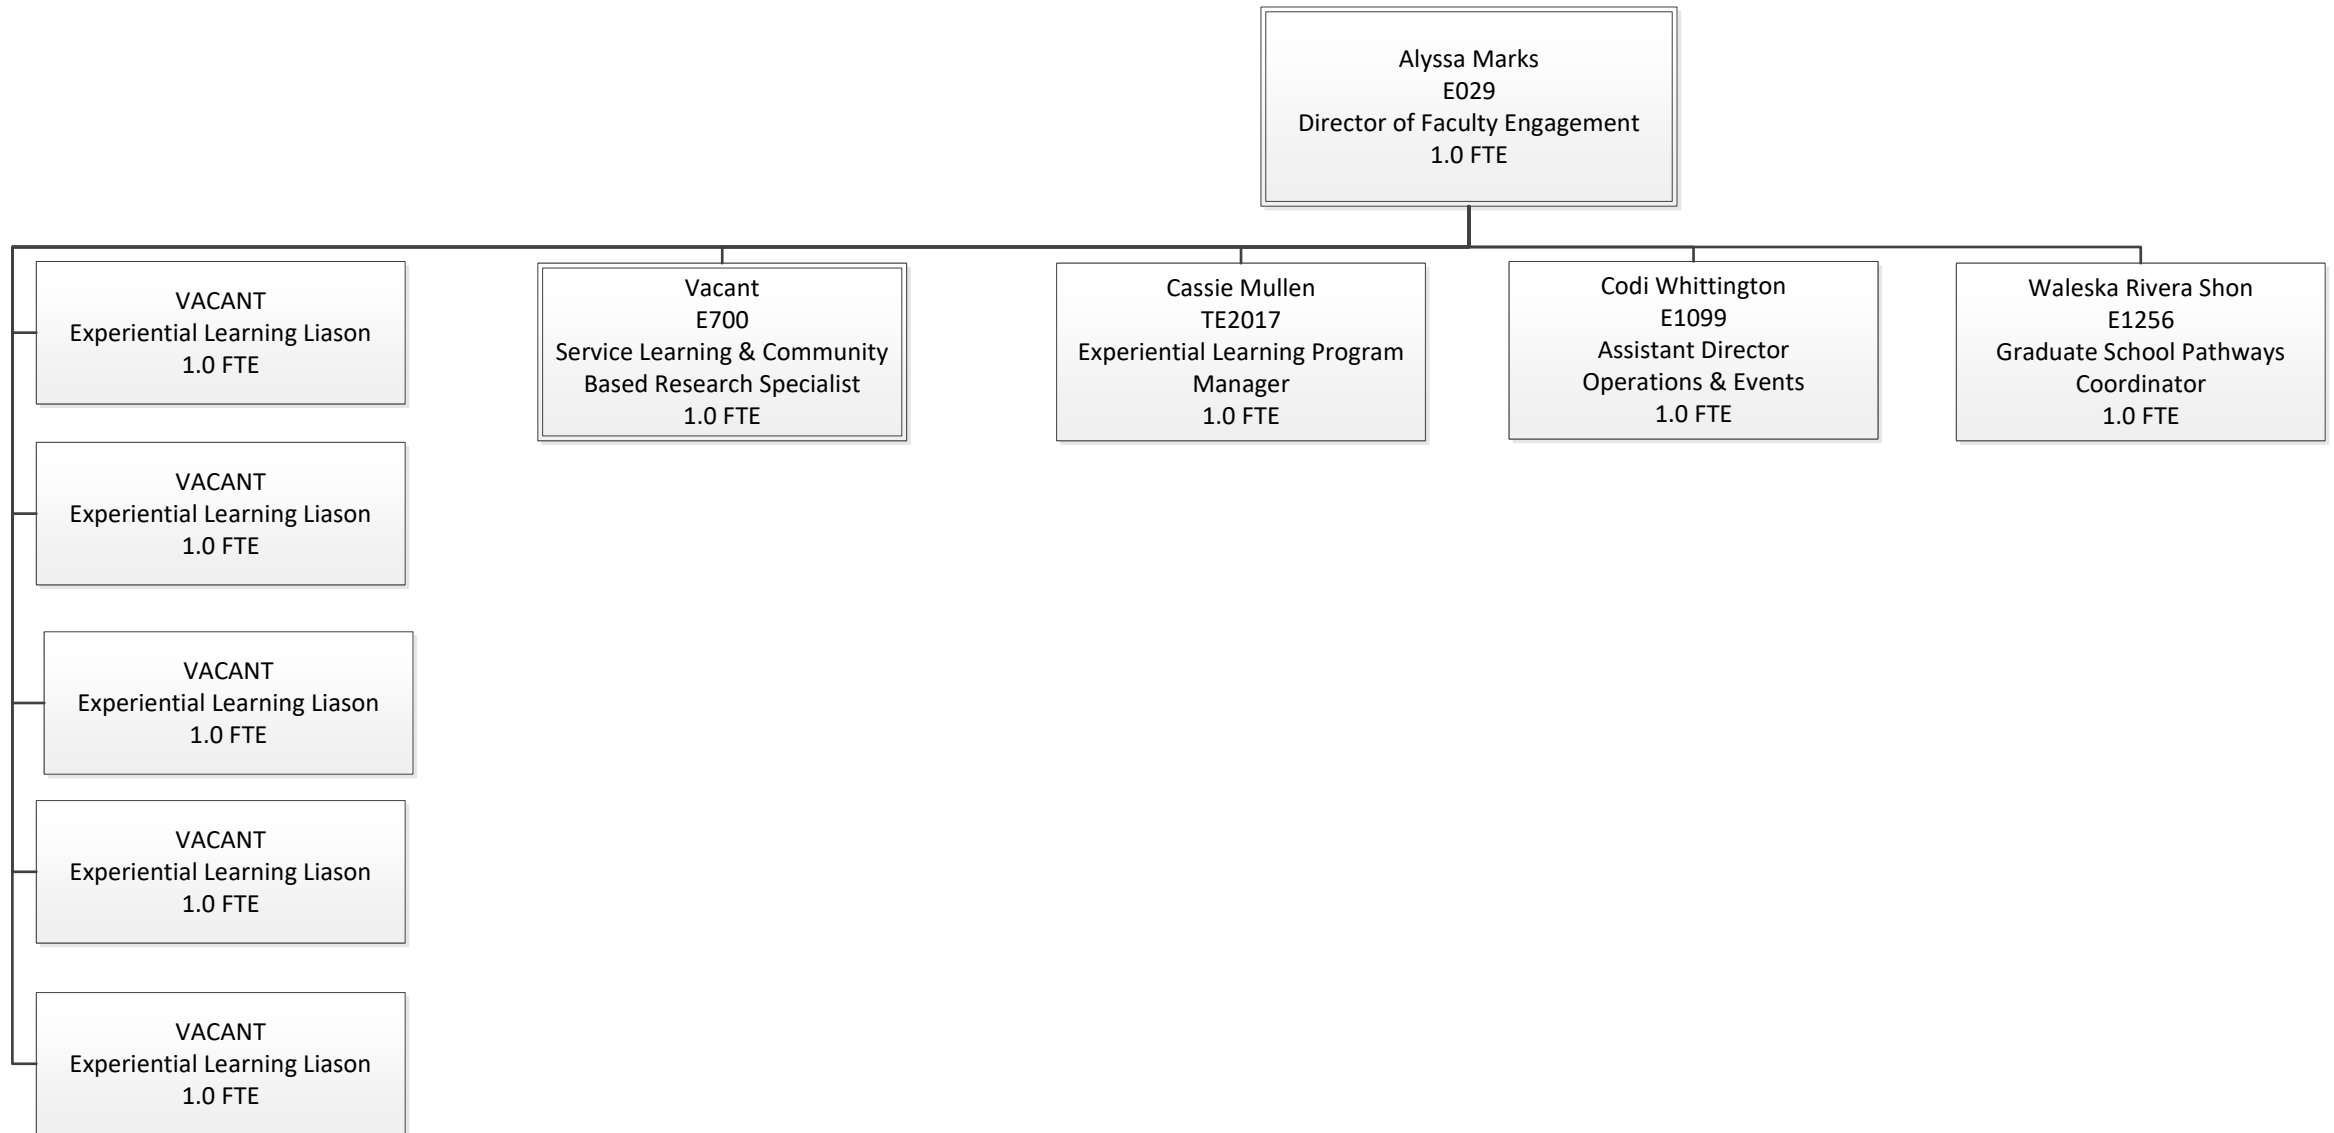 Alyssa Marks
E029
Director of Faculty Engagement
1.0 FTE
VACANT
Experiential Learning Liason
1.0 FTE
Vacant
E700
Service Learning & Community
Based Research Specialist
1.0 FTE
Cassie Mullen
TE2017
Experiential Learning Program
Manager
1.0 FTE
Codi Whittington
E1099
Assistant Director
Operations & Events
1.0 FTE
Waleska Rivera Shon
E1256
Graduate School Pathways
Coordinator
1.0 FTE
VACANT
Experiential Learning Liason
1.0 FTE
VACANT
Experiential Learning Liason
1.0 FTE
VACANT
Experiential Learning Liason
1.0 FTE
VACANT
Experiential Learning Liason
1.0 FTE